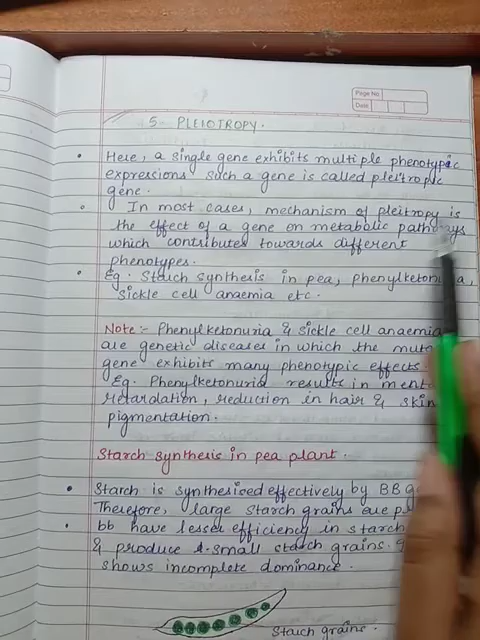 Page No.
Date
5 PLEIOTROPY.
• Here, a single gene exhibits multiple phenotypic
expressions such a gene is called pleitropic
gene.
• In most cases, mechanism of pleitropy is
the effect of a gene on metabolic pathways
which contributes towards different
phenotypes.
• Eg. Starch synthesis in pea, phenylketonuria,
sickle cell anaemia etc.
Note:- Phenylketonuria & sickle cell anaemia
are genetic diseases in which the
gene exhibits many phenotypic effects.
Eg. Phenylketonuria results in
retardation, reduction in hair & skin
pigmentation.
Starch synthesis in pea plant.
• Starch is synthesised effectively by BB
Therefore, large starch grains are
• bb have lesser efficiency in starch
& produce small starch grains.
shows incomplete dominance.
Starch grains.